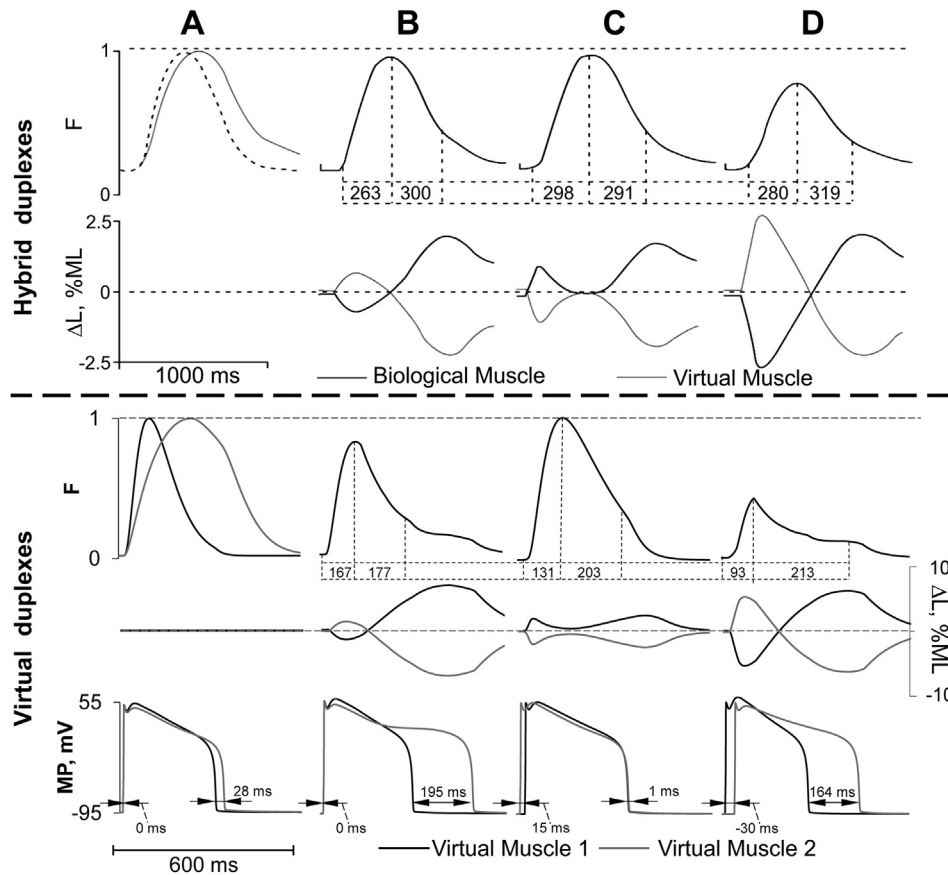 A B C D
Hybrid duplexes
1
F
0
263 300
298 291
280 319
2.5
ΔL, %ML
0
-2.5
1000 ms
Biological Muscle
Virtual Muscle
Virtual duplexes
1
F
0
167 177
131 203
93 213
10
ΔL, %ML
-10
55
MP, mV
-95
28 ms
0 ms
195 ms
0 ms
1 ms
15 ms
164 ms
-30 ms
600 ms
Virtual Muscle 1
Virtual Muscle 2